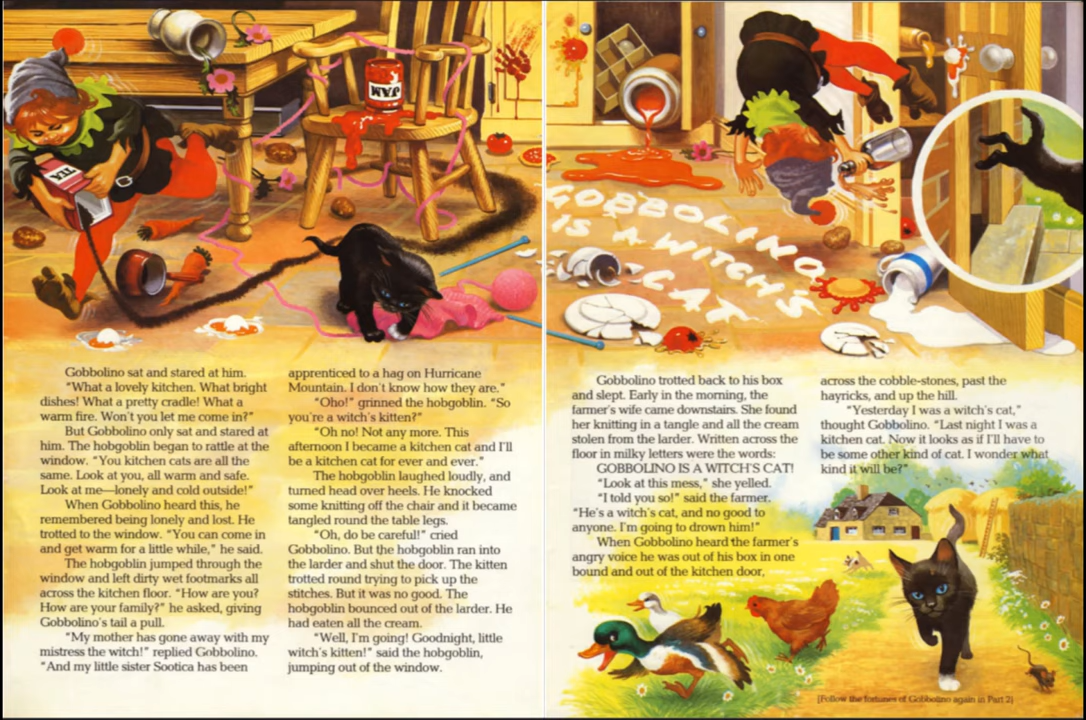 TEA
JAM
GOBBOLINO
IS A WITCH'S
CAT
Gobbolino sat and stared at him.
"What a lovely kitchen. What bright
dishes! What a pretty cradle! What a
warm fire. Won't you let me come in?"
But Gobbolino only sat and stared at
him. The hobgoblin began to rattle at the
window. "You kitchen cats are all the
same. Look at you, all warm and safe.
Look at me—lonely and cold outside!"
When Gobbolino heard this, he
remembered being lonely and lost. He
trotted to the window. "You can come in
and get warm for a little while," he said.
The hobgoblin jumped through the
window and left dirty wet footmarks all
across the kitchen floor. "How are you?
How are your family?" he asked, giving
Gobbolino's tail a pull.
"My mother has gone away with my
mistress the witch!" replied Gobbolino.
"And my little sister Sootica has been
apprenticed to a hag on Hurricane
Mountain. I don't know how they are."
"Oho!" grinned the hobgoblin. "So
you're a witch's kitten?"
"Oh no! Not any more. This
afternoon I became a kitchen cat and I'll
be a kitchen cat for ever and ever."
The hobgoblin laughed loudly, and
turned head over heels. He knocked
some knitting off the chair and it became
tangled round the table legs.
"Oh, do be careful!" cried
Gobbolino. But the hobgoblin ran into
the larder and shut the door. The kitten
trotted round trying to pick up the
stitches. But it was no good. The
hobgoblin bounced out of the larder. He
had eaten all the cream.
"Well, I'm going! Goodnight, little
witch's kitten!" said the hobgoblin,
jumping out of the window.
Gobbolino trotted back to his box
and slept. Early in the morning, the
farmer's wife came downstairs. She found
her knitting in a tangle and all the cream
stolen from the larder. Written across the
floor in milky letters were the words:
GOBBOLINO IS A WITCH'S CAT!
"Look at this mess," she yelled.
"I told you so!" said the farmer.
"He's a witch's cat, and no good to
anyone. I'm going to drown him!"
When Gobbolino heard the farmer's
angry voice he was out of his box in one
bound and out of the kitchen door,
across the cobble-stones, past the
hayricks, and up the hill.
"Yesterday I was a witch's cat,"
thought Gobbolino. "Last night I was a
kitchen cat. Now it looks as if I'll have to
be some other kind of cat. I wonder what
kind it will be?"
(Follow the fortunes of Gobbolino again in Part 2)